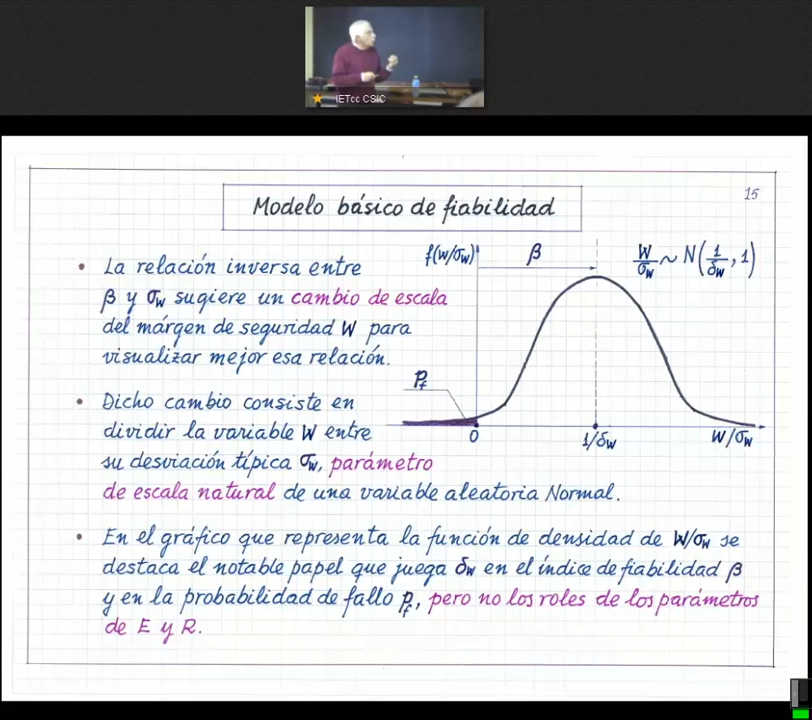 IETcc CSIC
Modelo básico de fiabilidad
15
• La relación inversa entre
β y σw sugiere un cambio de escala
del márgen de seguridad W para
visualizar mejor esa relación.
• Dicho cambio consiste en
dividir la variable W entre
su desviación típica σw, parámetro
de escala natural de una variable aleatoria Normal.
f(w/σw)
β
W/σw ~ N(1/δw, 1)
Pf
0
1/δw
W/σw
• En el gráfico que representa la función de densidad de W/σw se
destaca el notable papel que juega δw en el índice de fiabilidad β
y en la probabilidad de fallo pf, pero no los roles de los parámetros
de E y R.